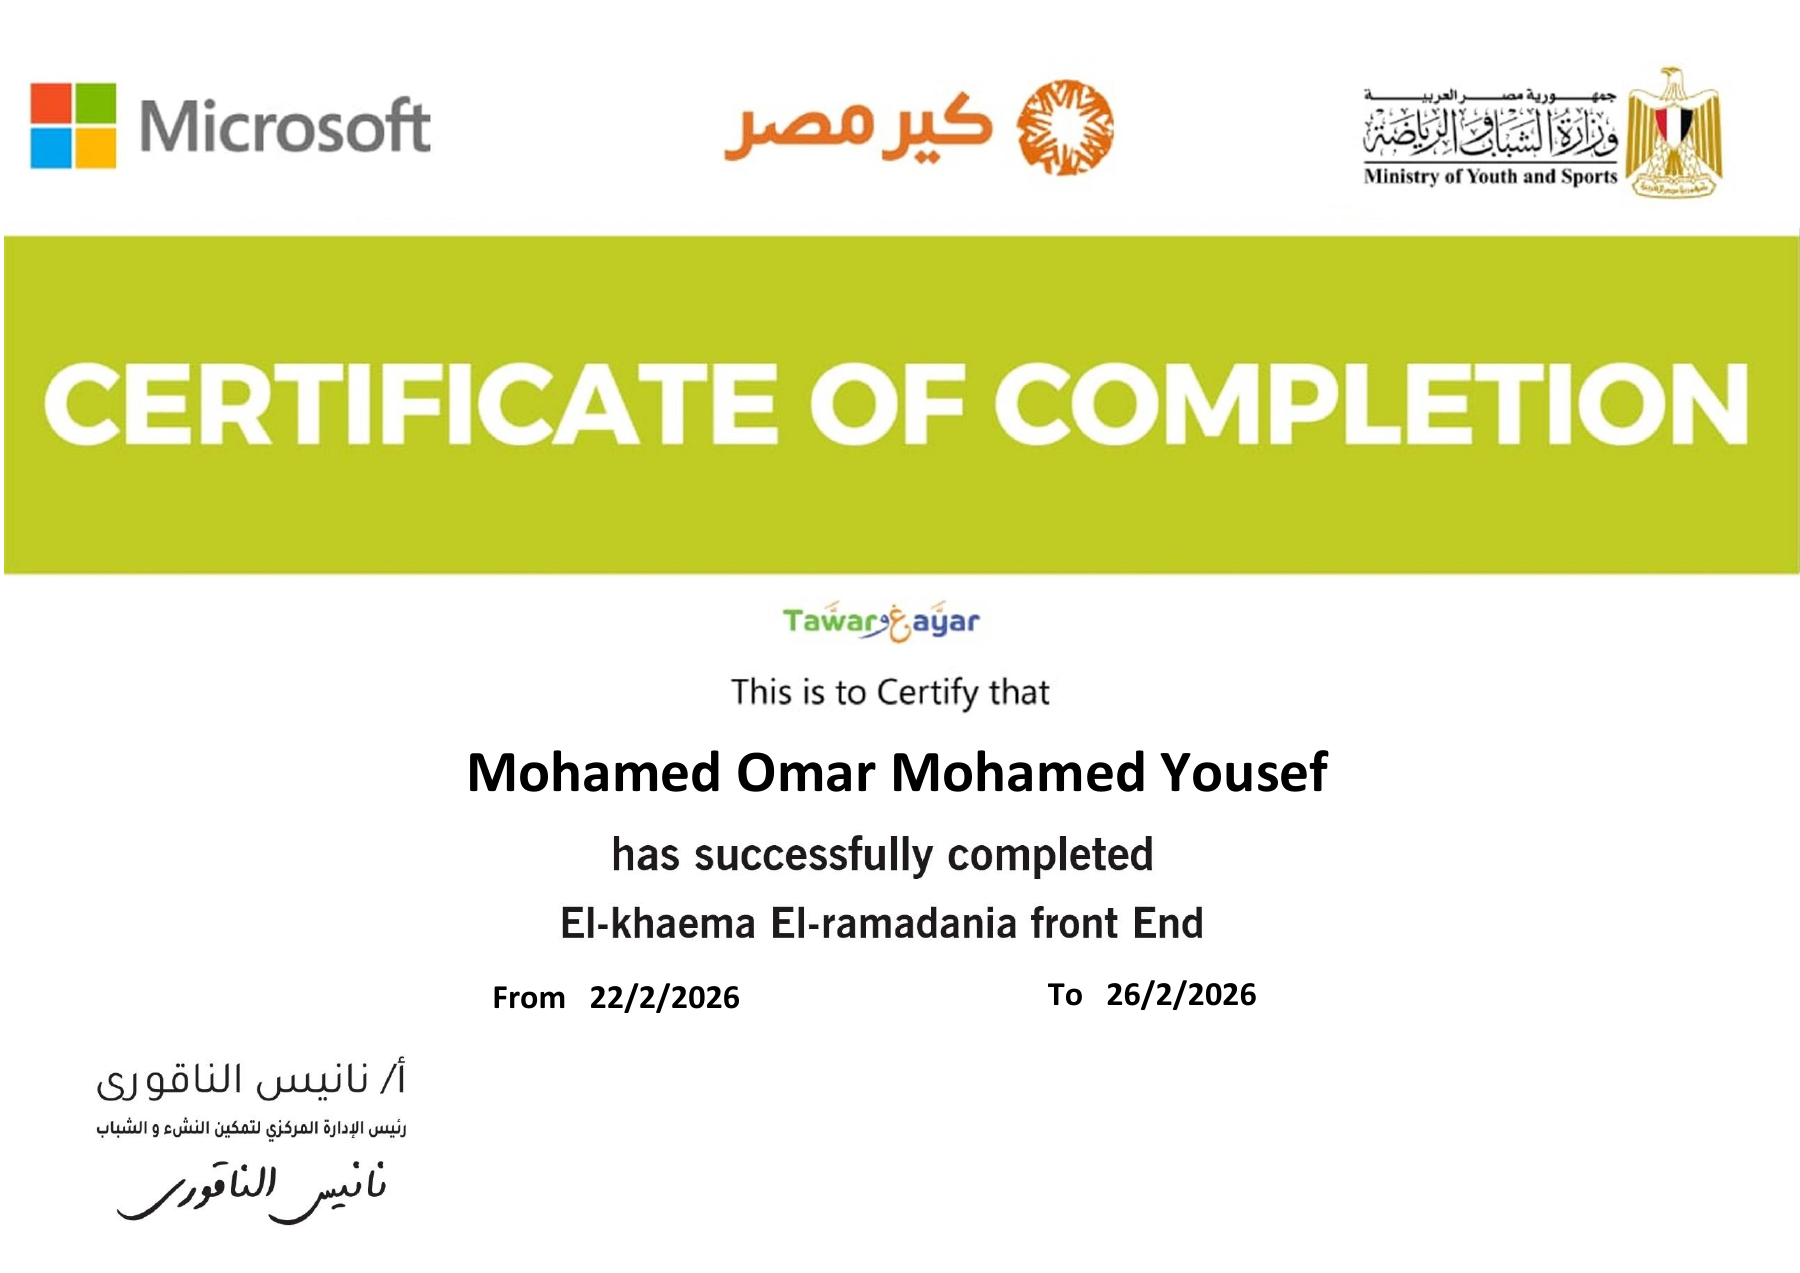 Microsoft
كير مصر
جمهورية مصر العربية
وزارة الشباب والرياضة
Ministry of Youth and Sports
CERTIFICATE OF COMPLETION
Tawar وغ ayar
This is to Certify that
Mohamed Omar Mohamed Yousef
has successfully completed
El-khaema El-ramadania front End
From 22/2/2026
To 26/2/2026
أ/ نانيس الناقورى
رئيس الإدارة المركزي لتمكين النشء و الشباب
نانيس الناقورى